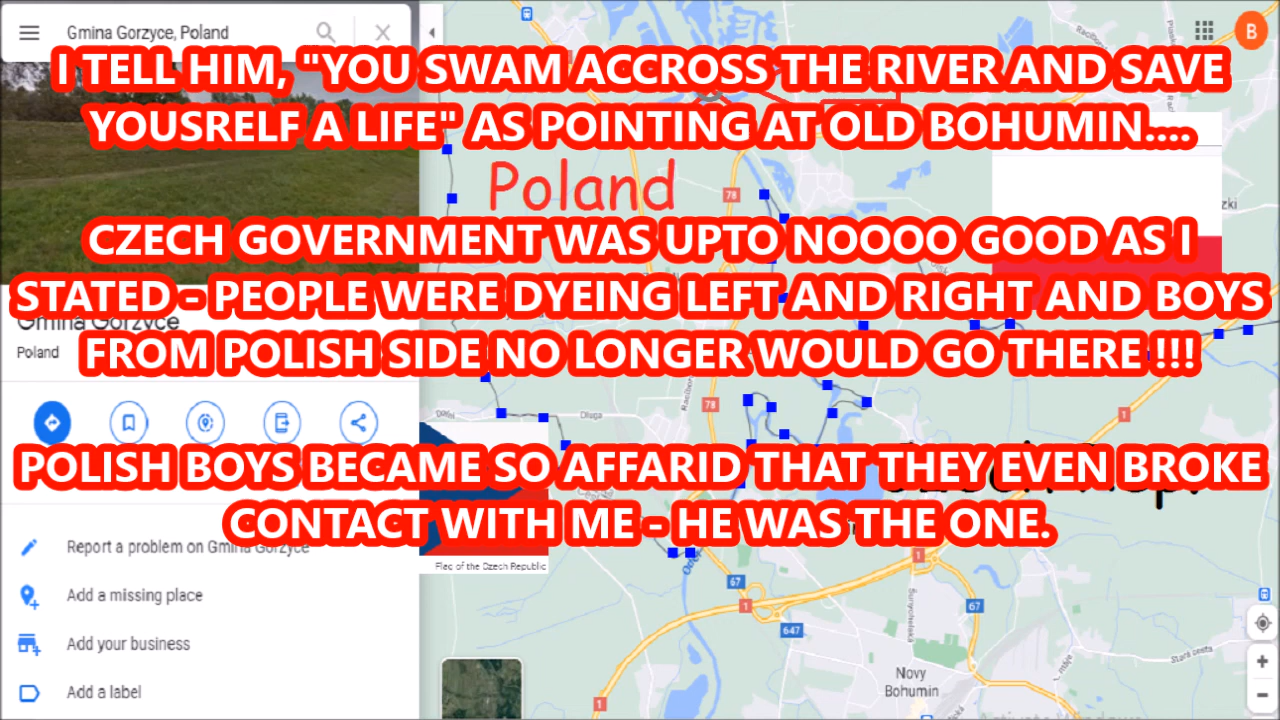 Gmina Gorzyce, Poland
B
I TELL HIM, "YOU SWAM ACCROSS THE RIVER AND SAVE
YOUSRELF A LIFE" AS POINTING AT OLD BOHUMIN....
Poland
78
CZECH GOVERNMENT WAS UPTO NOOOO GOOD AS I
STATED - PEOPLE WERE DYEING LEFT AND RIGHT AND BOYS
FROM POLISH SIDE NO LONGER WOULD GO THERE !!!
Gmina Gorzyce
Poland
78
Długa
1
POLISH BOYS BECAME SO AFFARID THAT THEY EVEN BROKE
CONTACT WITH ME - HE WAS THE ONE.
Report a problem on Gmina Gorzyce
Flag of the Czech Republic
1
67
Add a missing place
1
67
647
Add your business
Novy
Bohumin
Add a label
1